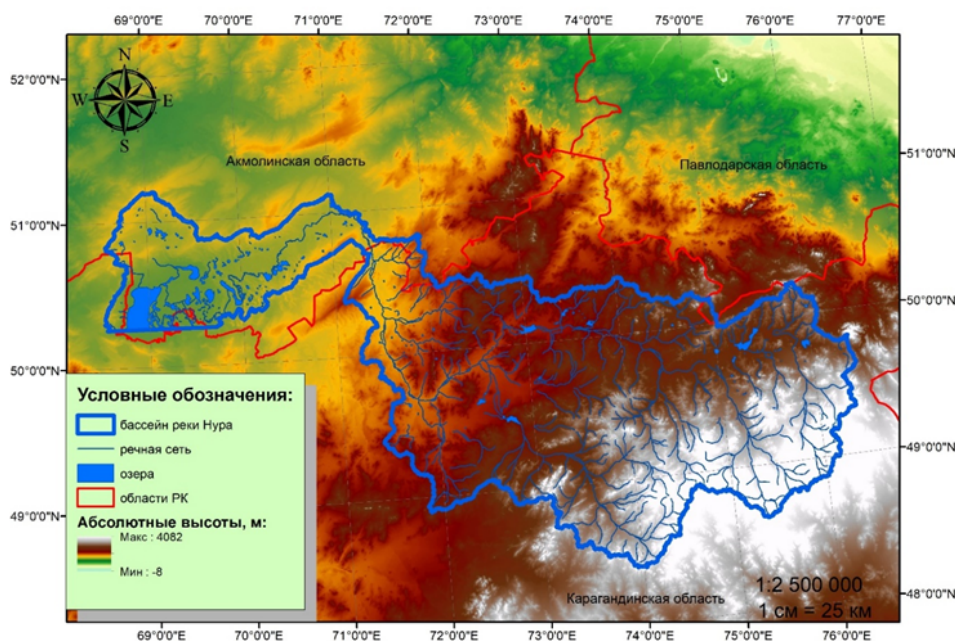 69°0'0"E 70°0'0"E 71°0'0"E 72°0'0"E 73°0'0"E 74°0'0"E 75°0'0"E 76°0'0"E 77°0'0"E
52°0'0"N
N
W E
S
51°0'0"N
Акмолинская область
Павлодарская область
51°0'0"N
50°0'0"N
50°0'0"N
Условные обозначения:
бассейн реки Нура
речная сеть
озера
области РК
Абсолютные высоты, м:
Макс : 4082
Мин : -8
49°0'0"N
49°0'0"N
Карагандинская область
1:2 500 000
1 см = 25 км
48°0'0"N
69°0'0"E 70°0'0"E 71°0'0"E 72°0'0"E 73°0'0"E 74°0'0"E 75°0'0"E 76°0'0"E